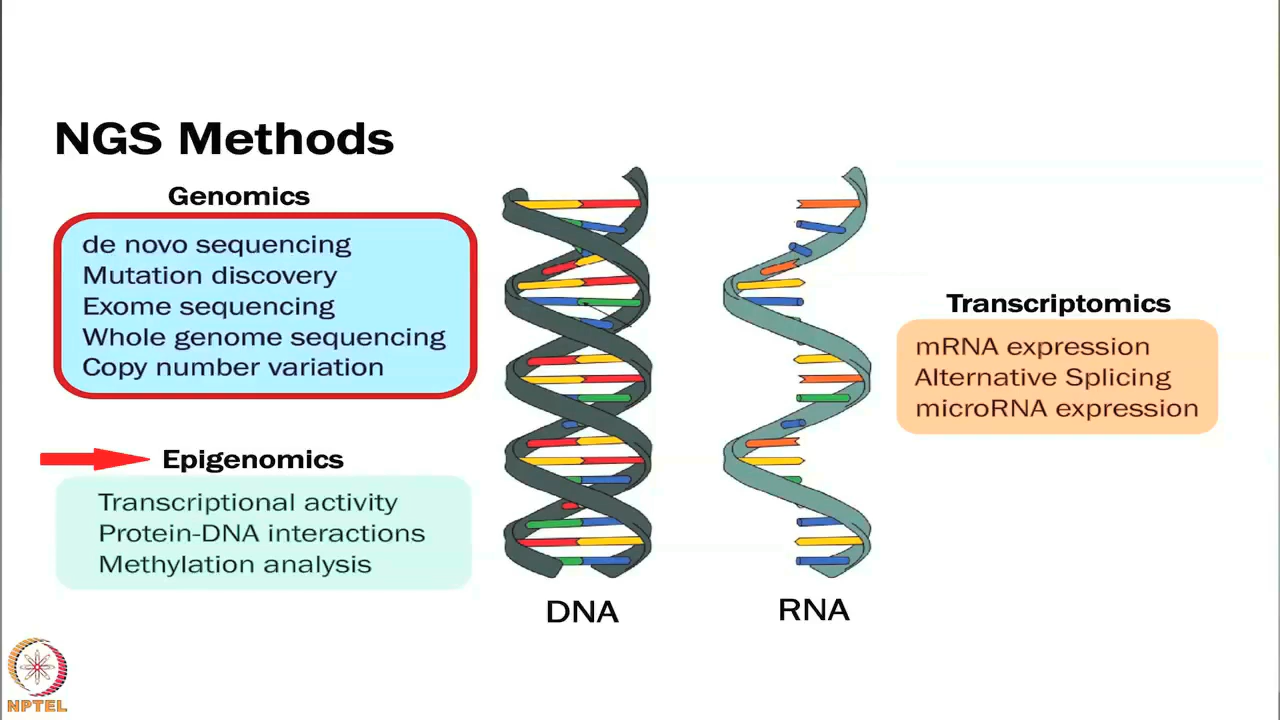 NGS Methods
Genomics
de novo sequencing
Mutation discovery
Exome sequencing
Whole genome sequencing
Copy number variation
Epigenomics
Transcriptional activity
Protein-DNA interactions
Methylation analysis
DNA
RNA
Transcriptomics
mRNA expression
Alternative Splicing
microRNA expression
NPTEL